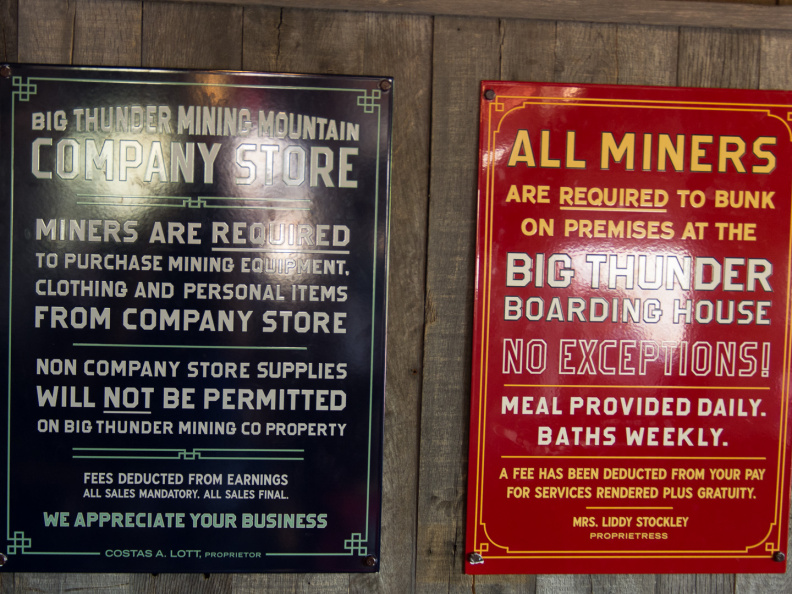 BIG THUNDER MINING MOUNTAIN
COMPANY STORE
MINERS ARE REQUIRED
TO PURCHASE MINING EQUIPMENT,
CLOTHING AND PERSONAL ITEMS
FROM COMPANY STORE
NON COMPANY STORE SUPPLIES
WILL NOT BE PERMITTED
ON BIG THUNDER MINING CO PROPERTY
FEES DEDUCTED FROM EARNINGS
ALL SALES MANDATORY. ALL SALES FINAL.
WE APPRECIATE YOUR BUSINESS
COSTAS A. LOTT, PROPRIETOR
ALL MINERS
ARE REQUIRED TO BUNK
ON PREMISES AT THE
BIG THUNDER
BOARDING HOUSE
NO EXCEPTIONS!
MEAL PROVIDED DAILY.
BATHS WEEKLY.
A FEE HAS BEEN DEDUCTED FROM YOUR PAY
FOR SERVICES RENDERED PLUS GRATUITY.
MRS. LIDDY STOCKLEY
PROPRIETRESS